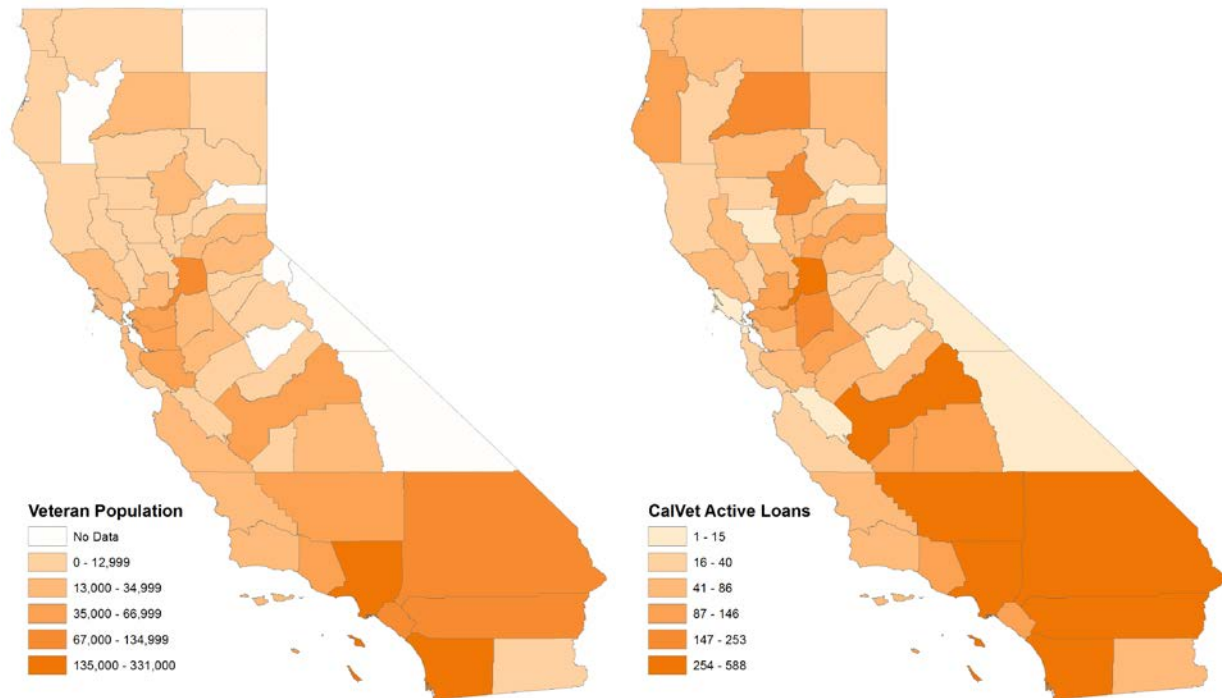 Veteran Population
No Data
0 - 12,999
13,000 - 34,999
35,000 - 66,999
67,000 - 134,999
135,000 - 331,000
CalVet Active Loans
1 - 15
16 - 40
41 - 86
87 - 146
147 - 253
254 - 588